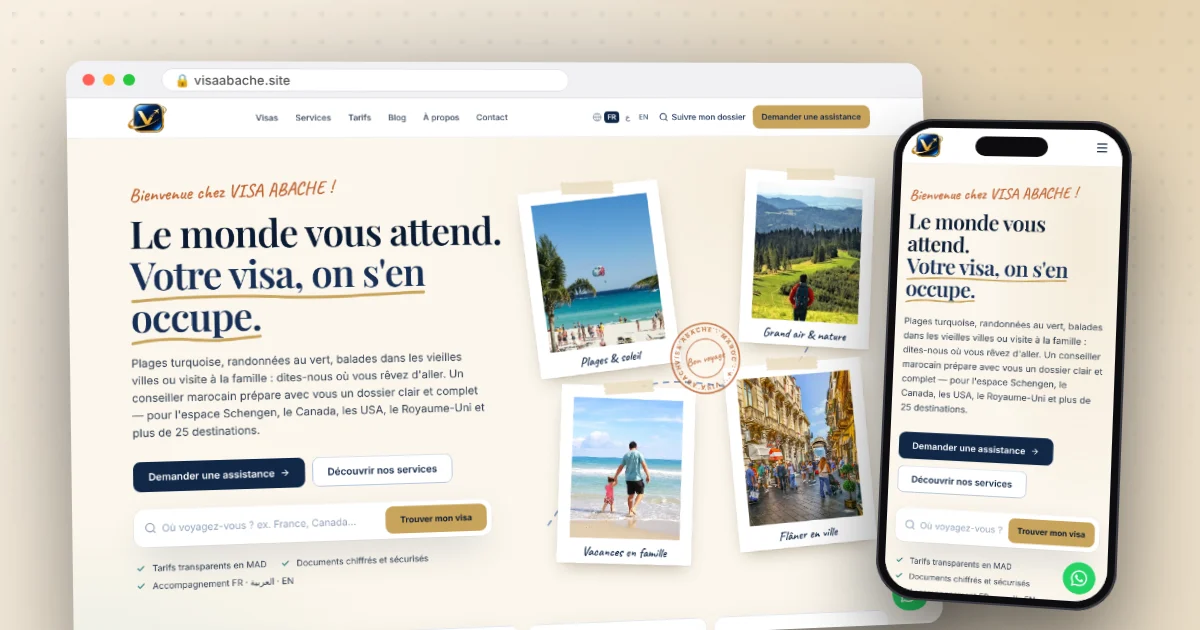 visaabache.site
Visas Services Tarifs Blog À propos Contact
FR ع EN Suivre mon dossier Demander une assistance
Bienvenue chez VISA ABACHE !
Le monde vous attend.
Votre visa, on s'en
occupe.
Plages turquoise, randonnées au vert, balades dans les vieilles
villes ou visite à la famille : dites-nous où vous rêvez d'aller. Un
conseiller marocain prépare avec vous un dossier clair et complet
— pour l'espace Schengen, le Canada, les USA, le Royaume-Uni et
plus de 25 destinations.
Demander une assistance →
Découvrir nos services
Où voyagez-vous ? ex. France, Canada...
Trouver mon visa
Tarifs transparents en MAD
Documents chiffrés et sécurisés
Accompagnement FR · العربية · EN
Plages & soleil
Grand air & nature
VISA ABACHE · MAROC
Bon voyage
Vacances en famille
Flâner en ville
Bienvenue chez VISA ABACHE !
Le monde vous
attend.
Votre visa, on s'en
occupe.
Plages turquoise, randonnées au vert, balades
dans les vieilles villes ou visite à la famille :
dites-nous où vous rêvez d'aller. Un conseiller
marocain prépare avec vous un dossier clair et
complet — pour l'espace Schengen, le
Canada, les USA, le Royaume-Uni et plus de
25 destinations.
Demander une assistance →
Découvrir nos services
Où voyagez-vous ?
Trouver mon visa
Tarifs transparents en MAD
Documents chiffrés et sécurisés